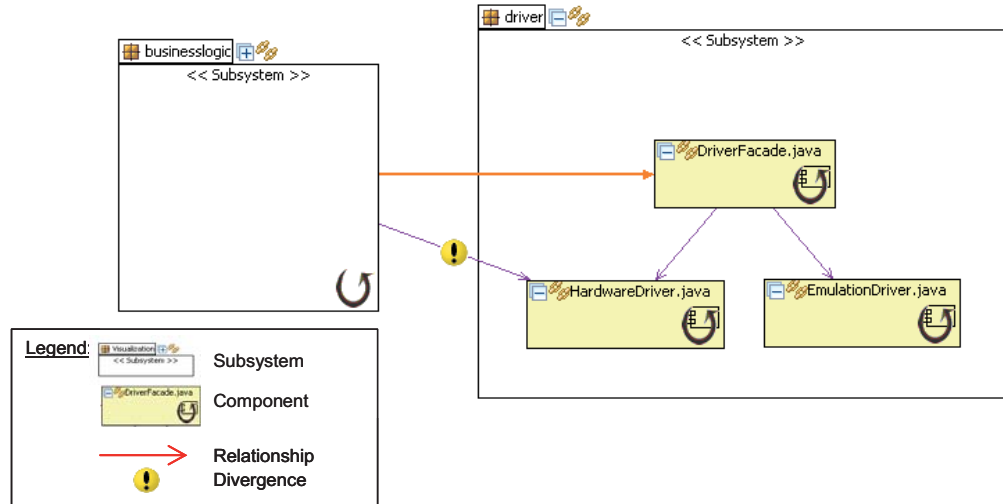 driver
<< Subsystem >>
businesslogic
<< Subsystem >>
DriverFacade.java
HardwareDriver.java
EmulationDriver.java
Legend:
Visualization
<< Subsystem >>
Subsystem
DriverFacade.java
Component
Relationship
Divergence